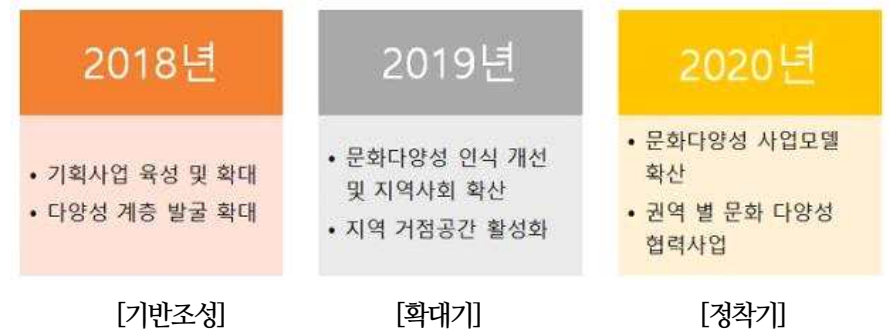 2018년
• 기획사업 육성 및 확대
• 다양성 계층 발굴 확대
[기반조성]
2019년
• 문화다양성 인식 개선
및 지역사회 확산
• 지역 거점공간 활성화
[확대기]
2020년
• 문화다양성 사업모델
확산
• 권역 별 문화 다양성
협력사업
[정착기]